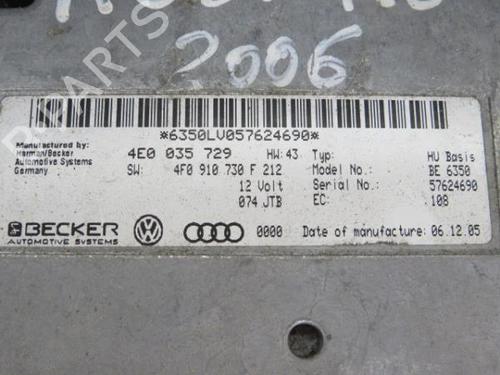 2006
*6350LV057624690*
Manufactured by: 4E0 035 729 HW: 43 Typ: HU Basis
Harman/Becker
Automotive Systems SW: 4F0 910 730 F 212 Model No.: BE 6350
Germany 12 Volt Serial No.: 57624690
074 JTB EC: 108
BECKER
AUTOMOTIVE SYSTEMS 0000 Date of manufacture: 06.12.05